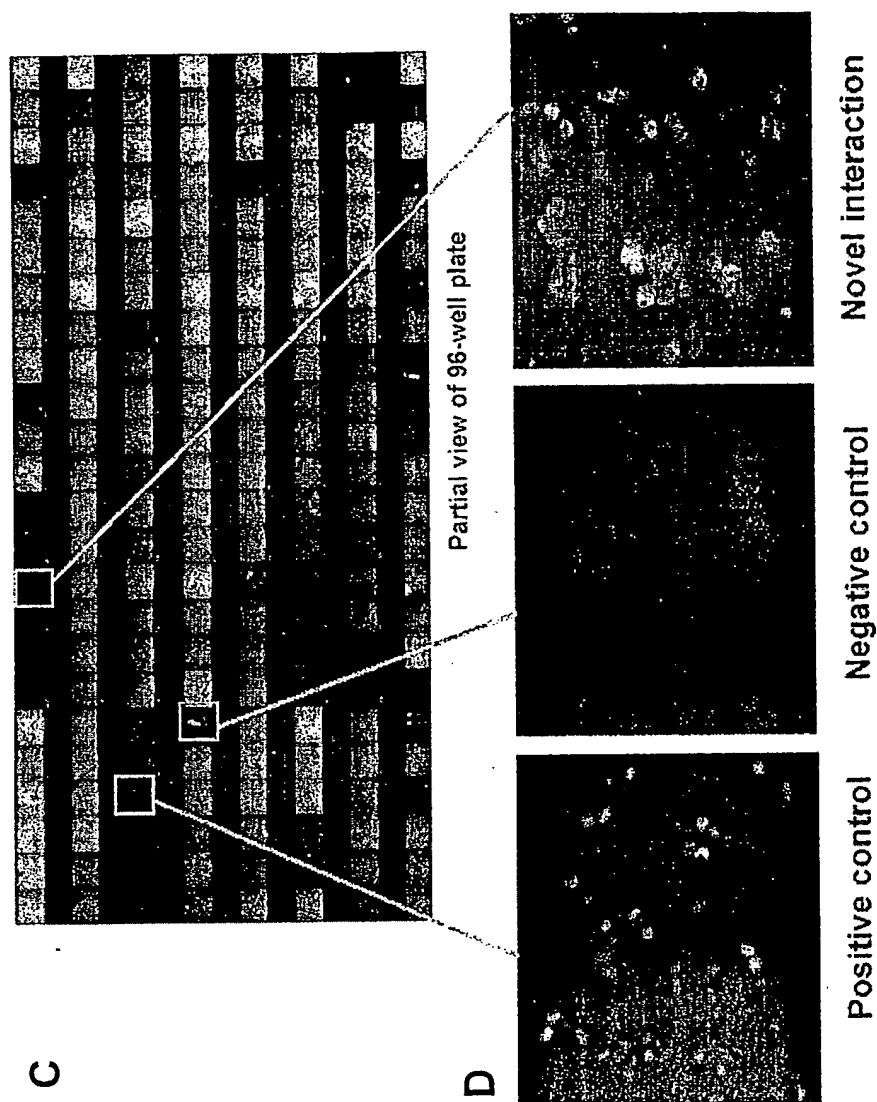 C
Partial view of 96-well plate
D
Positive control
Negative control
Novel interaction